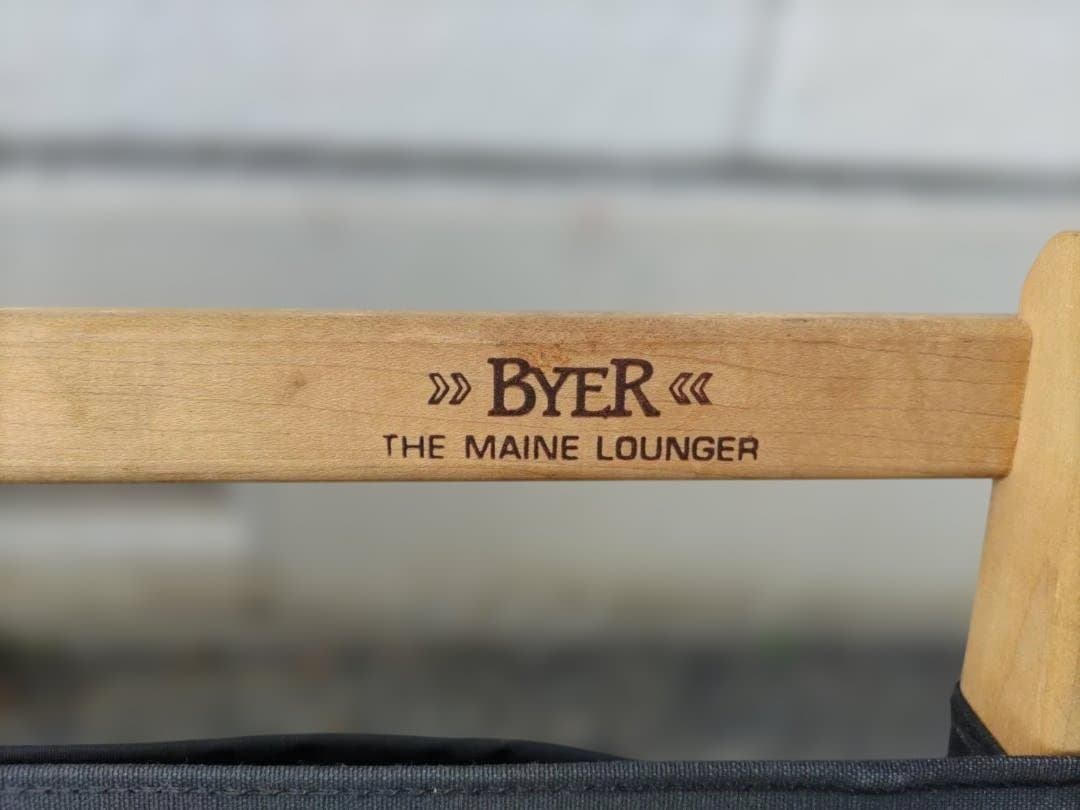 » BYER «
THE MAINE LOUNGER